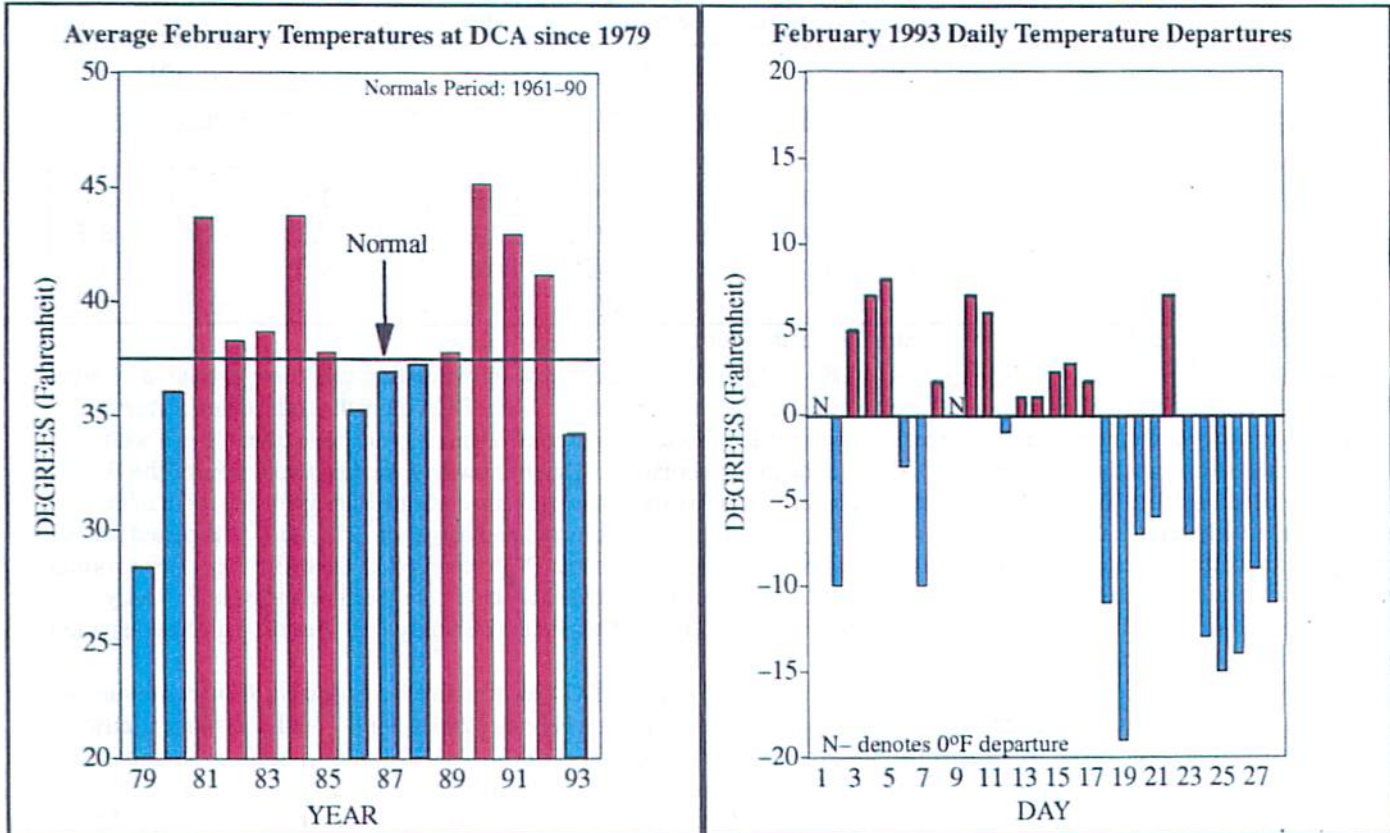 Average February Temperatures at DCA since 1979
Normals Period: 1961–90
50
45
40
35
30
25
20
DEGREES (Fahrenheit)
Normal
79 81 83 85 87 89 91 93
YEAR
February 1993 Daily Temperature Departures
20
15
10
5
0
−5
−10
−15
−20
DEGREES (Fahrenheit)
N
N
N– denotes 0°F departure
1 3 5 7 9 11 13 15 17 19 21 23 25 27
DAY